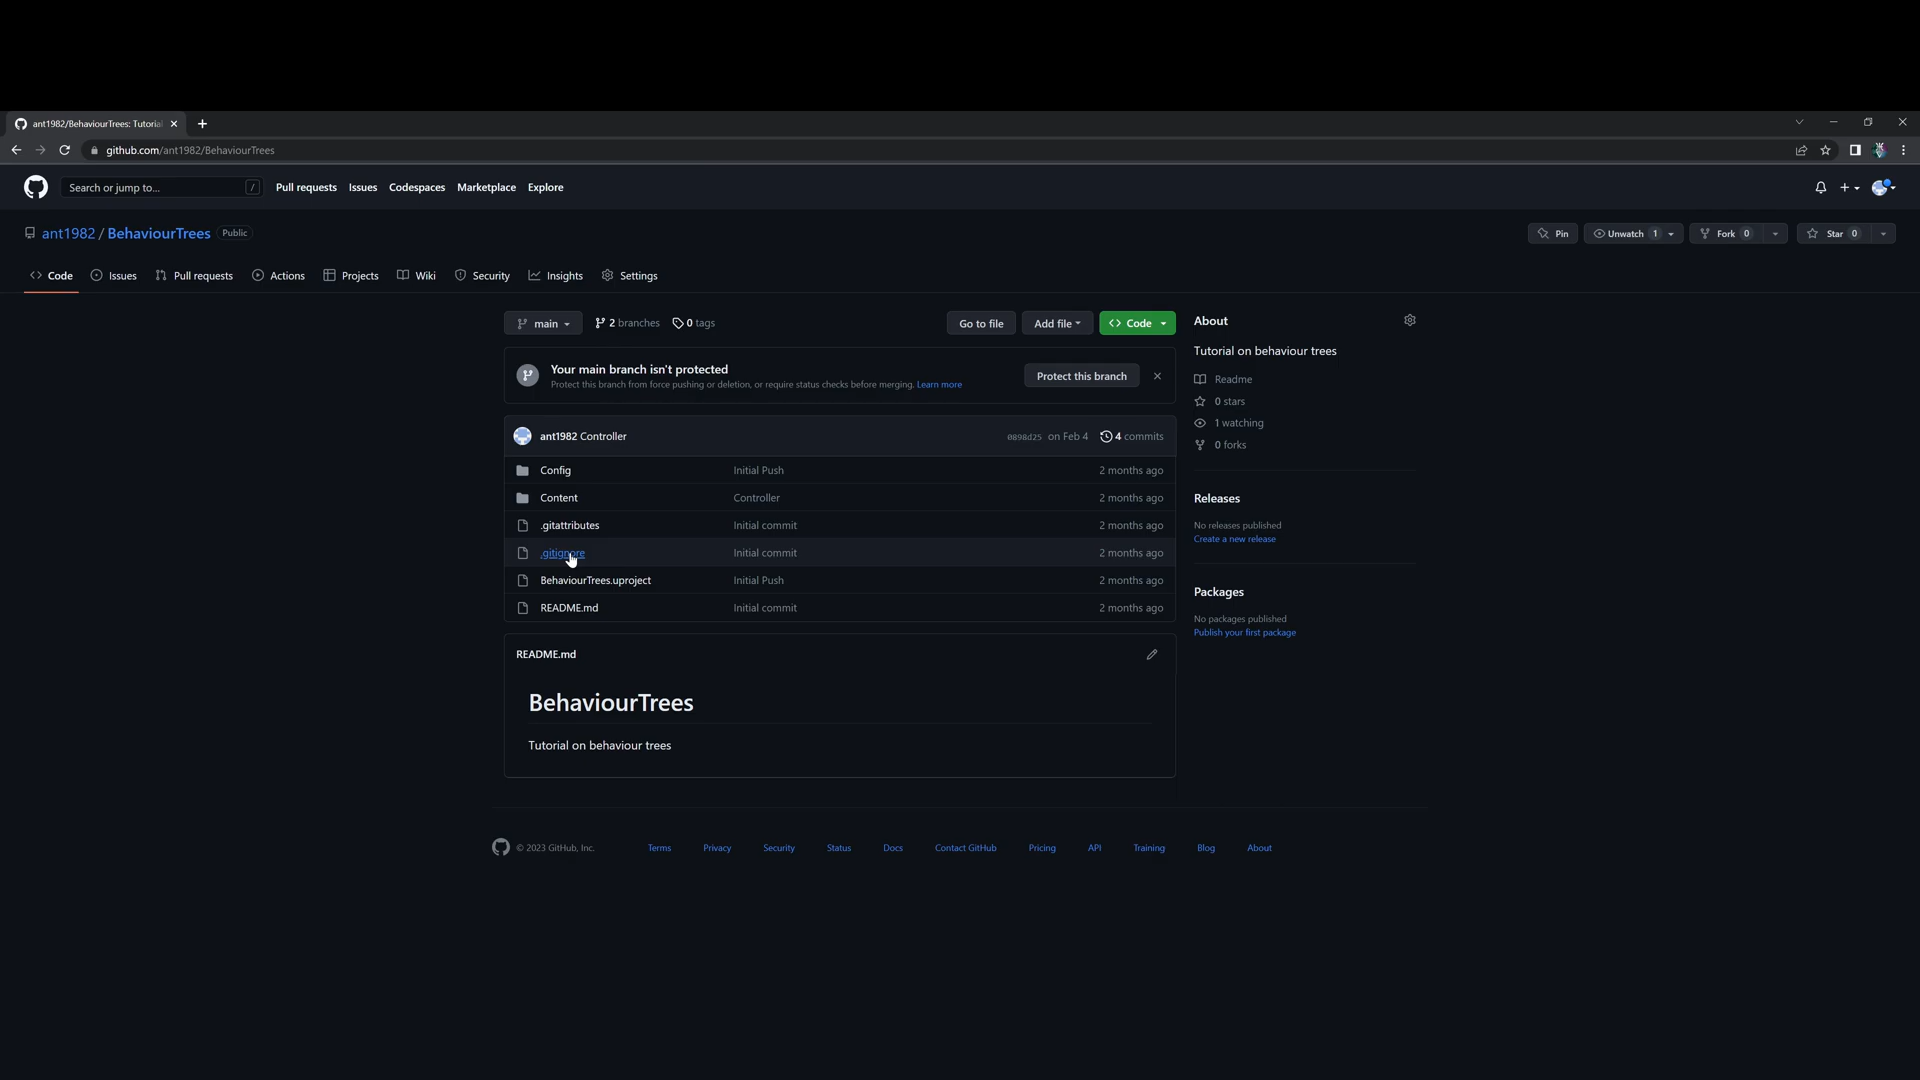 ant1982/BehaviourTrees: Tutorial
github.com/ant1982/BehaviourTrees
Search or jump to... / Pull requests Issues Codespaces Marketplace Explore
ant1982 / BehaviourTrees Public Pin Unwatch 1 Fork 0 Star 0
Code Issues Pull requests Actions Projects Wiki Security Insights Settings
main 2 branches 0 tags Go to file Add file Code
About
Tutorial on behaviour trees
Readme
0 stars
1 watching
0 forks
Your main branch isn't protected
Protect this branch from force pushing or deletion, or require status checks before merging. Learn more
Protect this branch
ant1982 Controller 0898d25 on Feb 4 4 commits
Config Initial Push 2 months ago
Content Controller 2 months ago
.gitattributes Initial commit 2 months ago
.gitignore Initial commit 2 months ago
BehaviourTrees.uproject Initial Push 2 months ago
README.md Initial commit 2 months ago
Releases
No releases published
Create a new release
Packages
No packages published
Publish your first package
README.md
BehaviourTrees
Tutorial on behaviour trees
© 2023 GitHub, Inc. Terms Privacy Security Status Docs Contact GitHub Pricing API Training Blog About